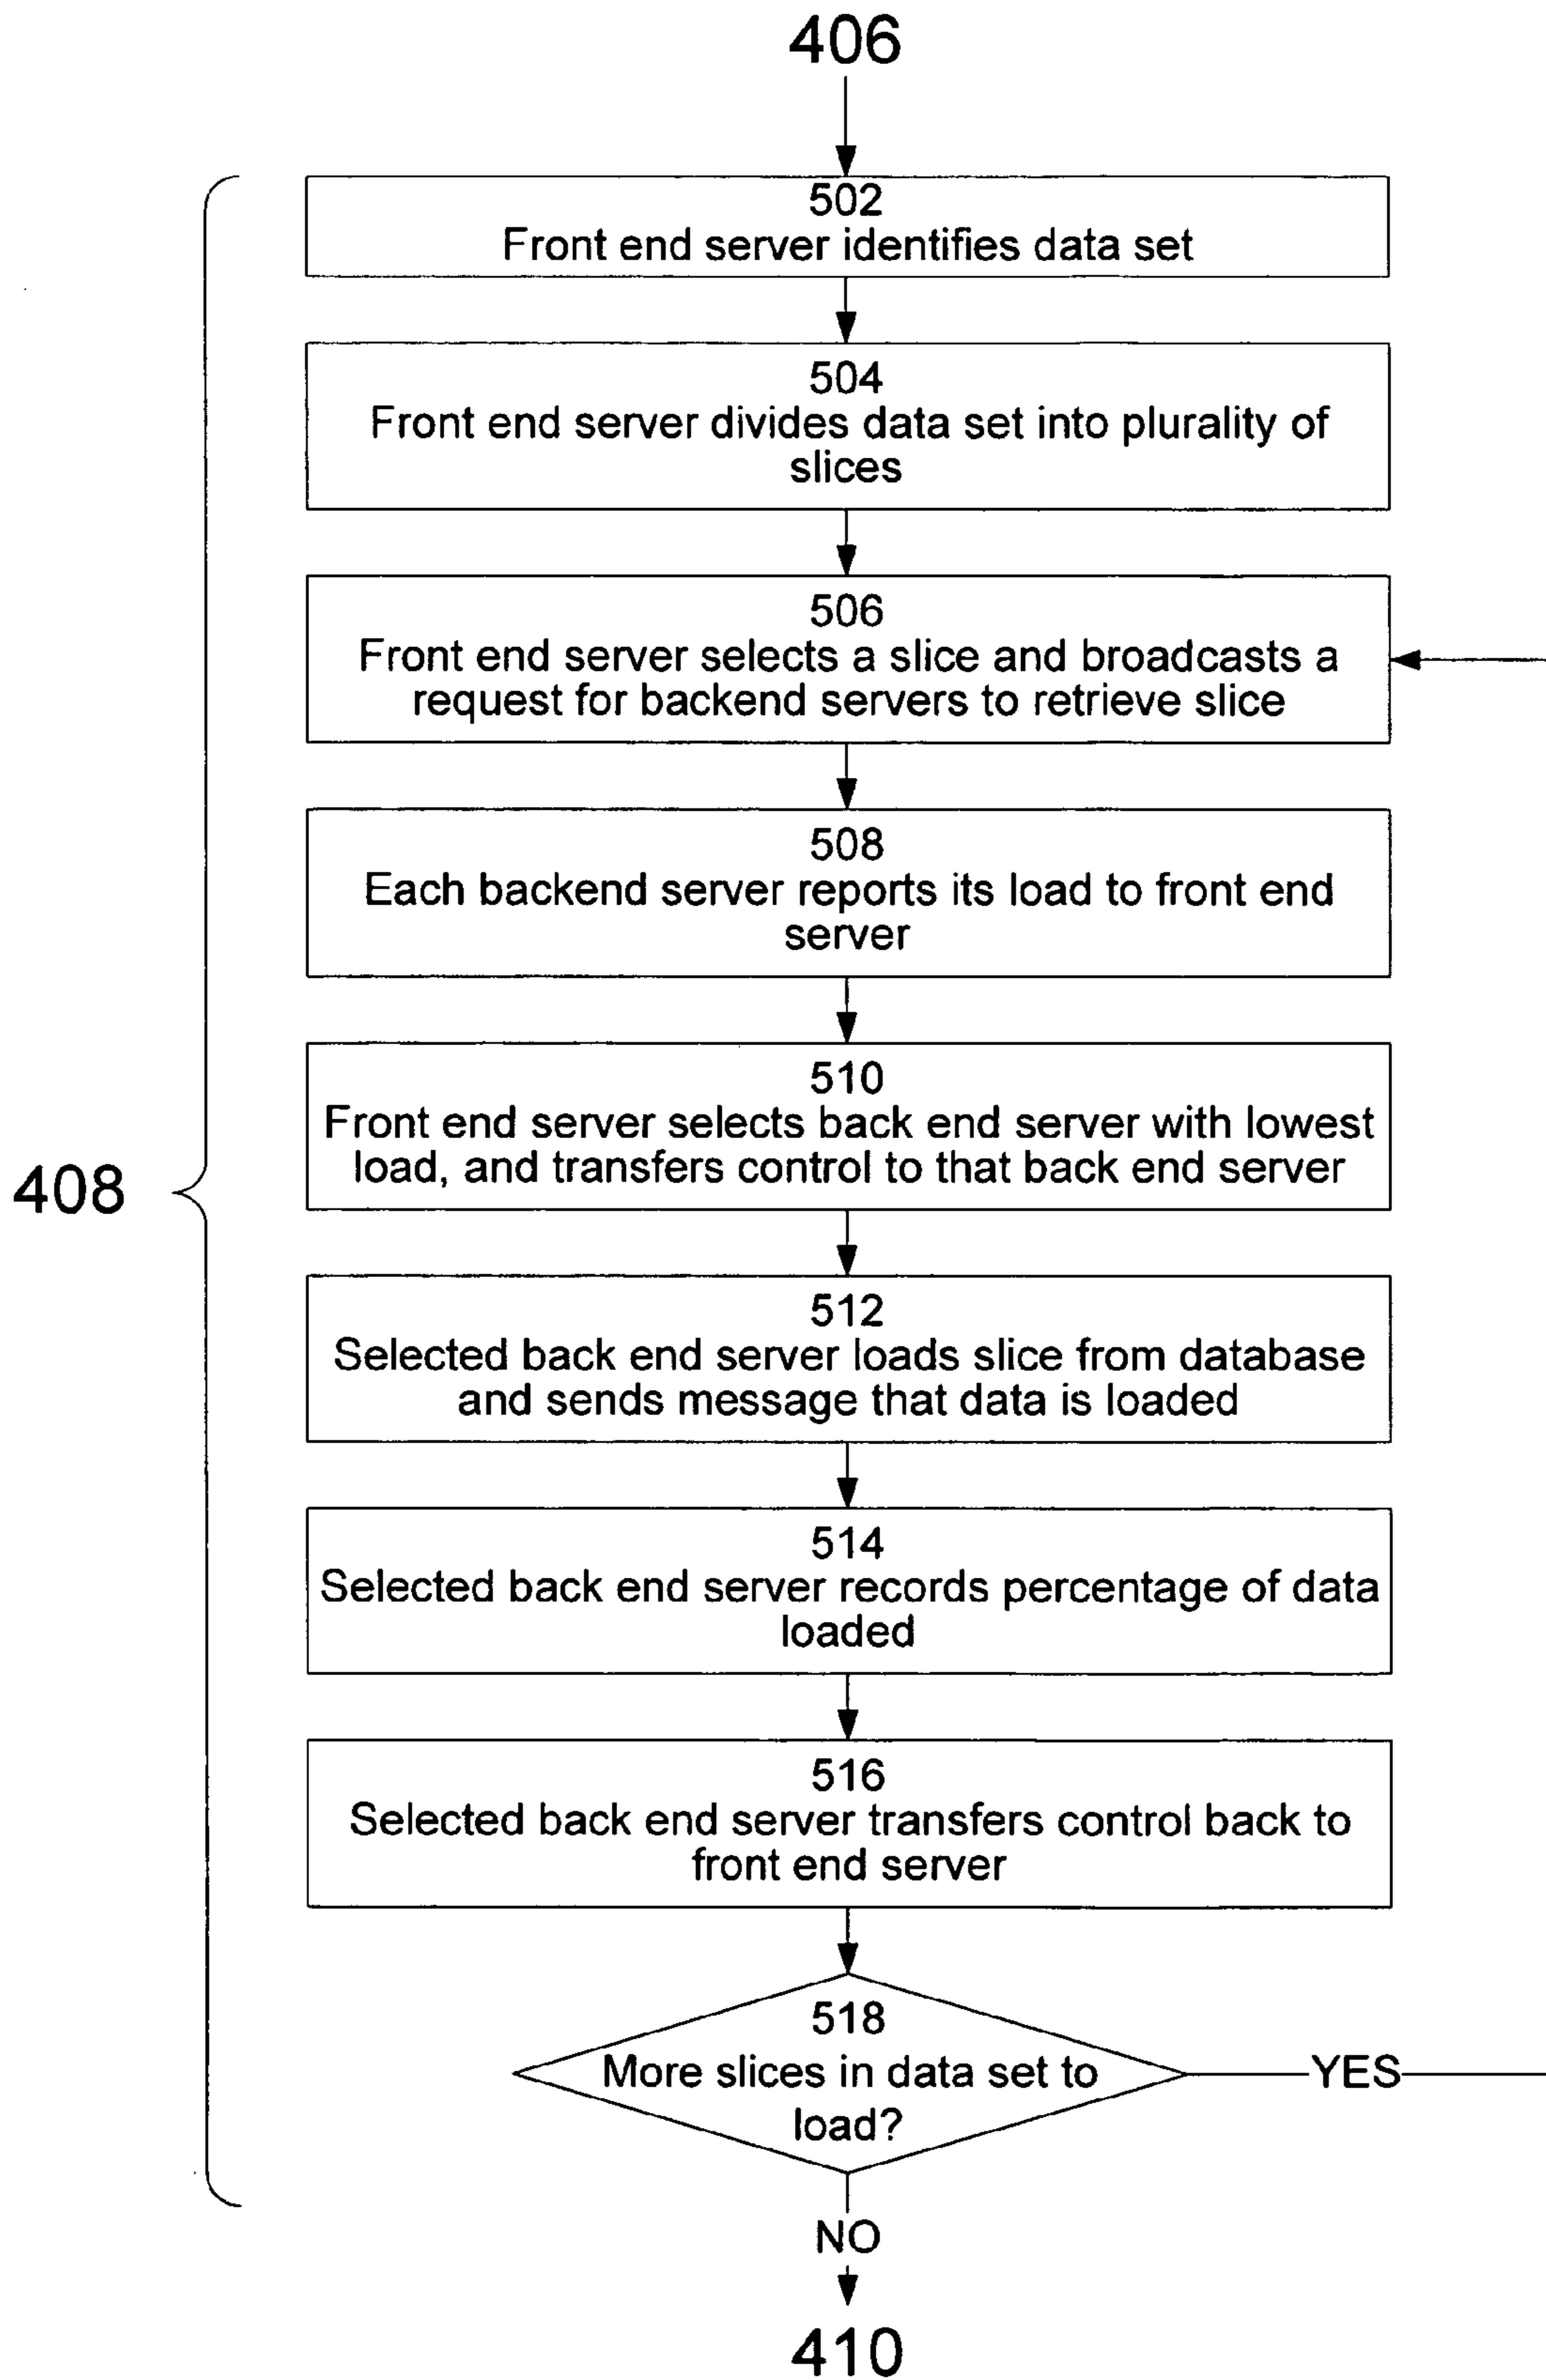 406
502
Front end server identifies data set
504
Front end server divides data set into plurality of
slices
506
Front end server selects a slice and broadcasts a
request for backend servers to retrieve slice
508
Each backend server reports its load to front end
server
510
Front end server selects back end server with lowest
load, and transfers control to that back end server
408
512
Selected back end server loads slice from database
and sends message that data is loaded
514
Selected back end server records percentage of data
loaded
516
Selected back end server transfers control back to
front end server
518
More slices in data set to
load?
YES
NO
410